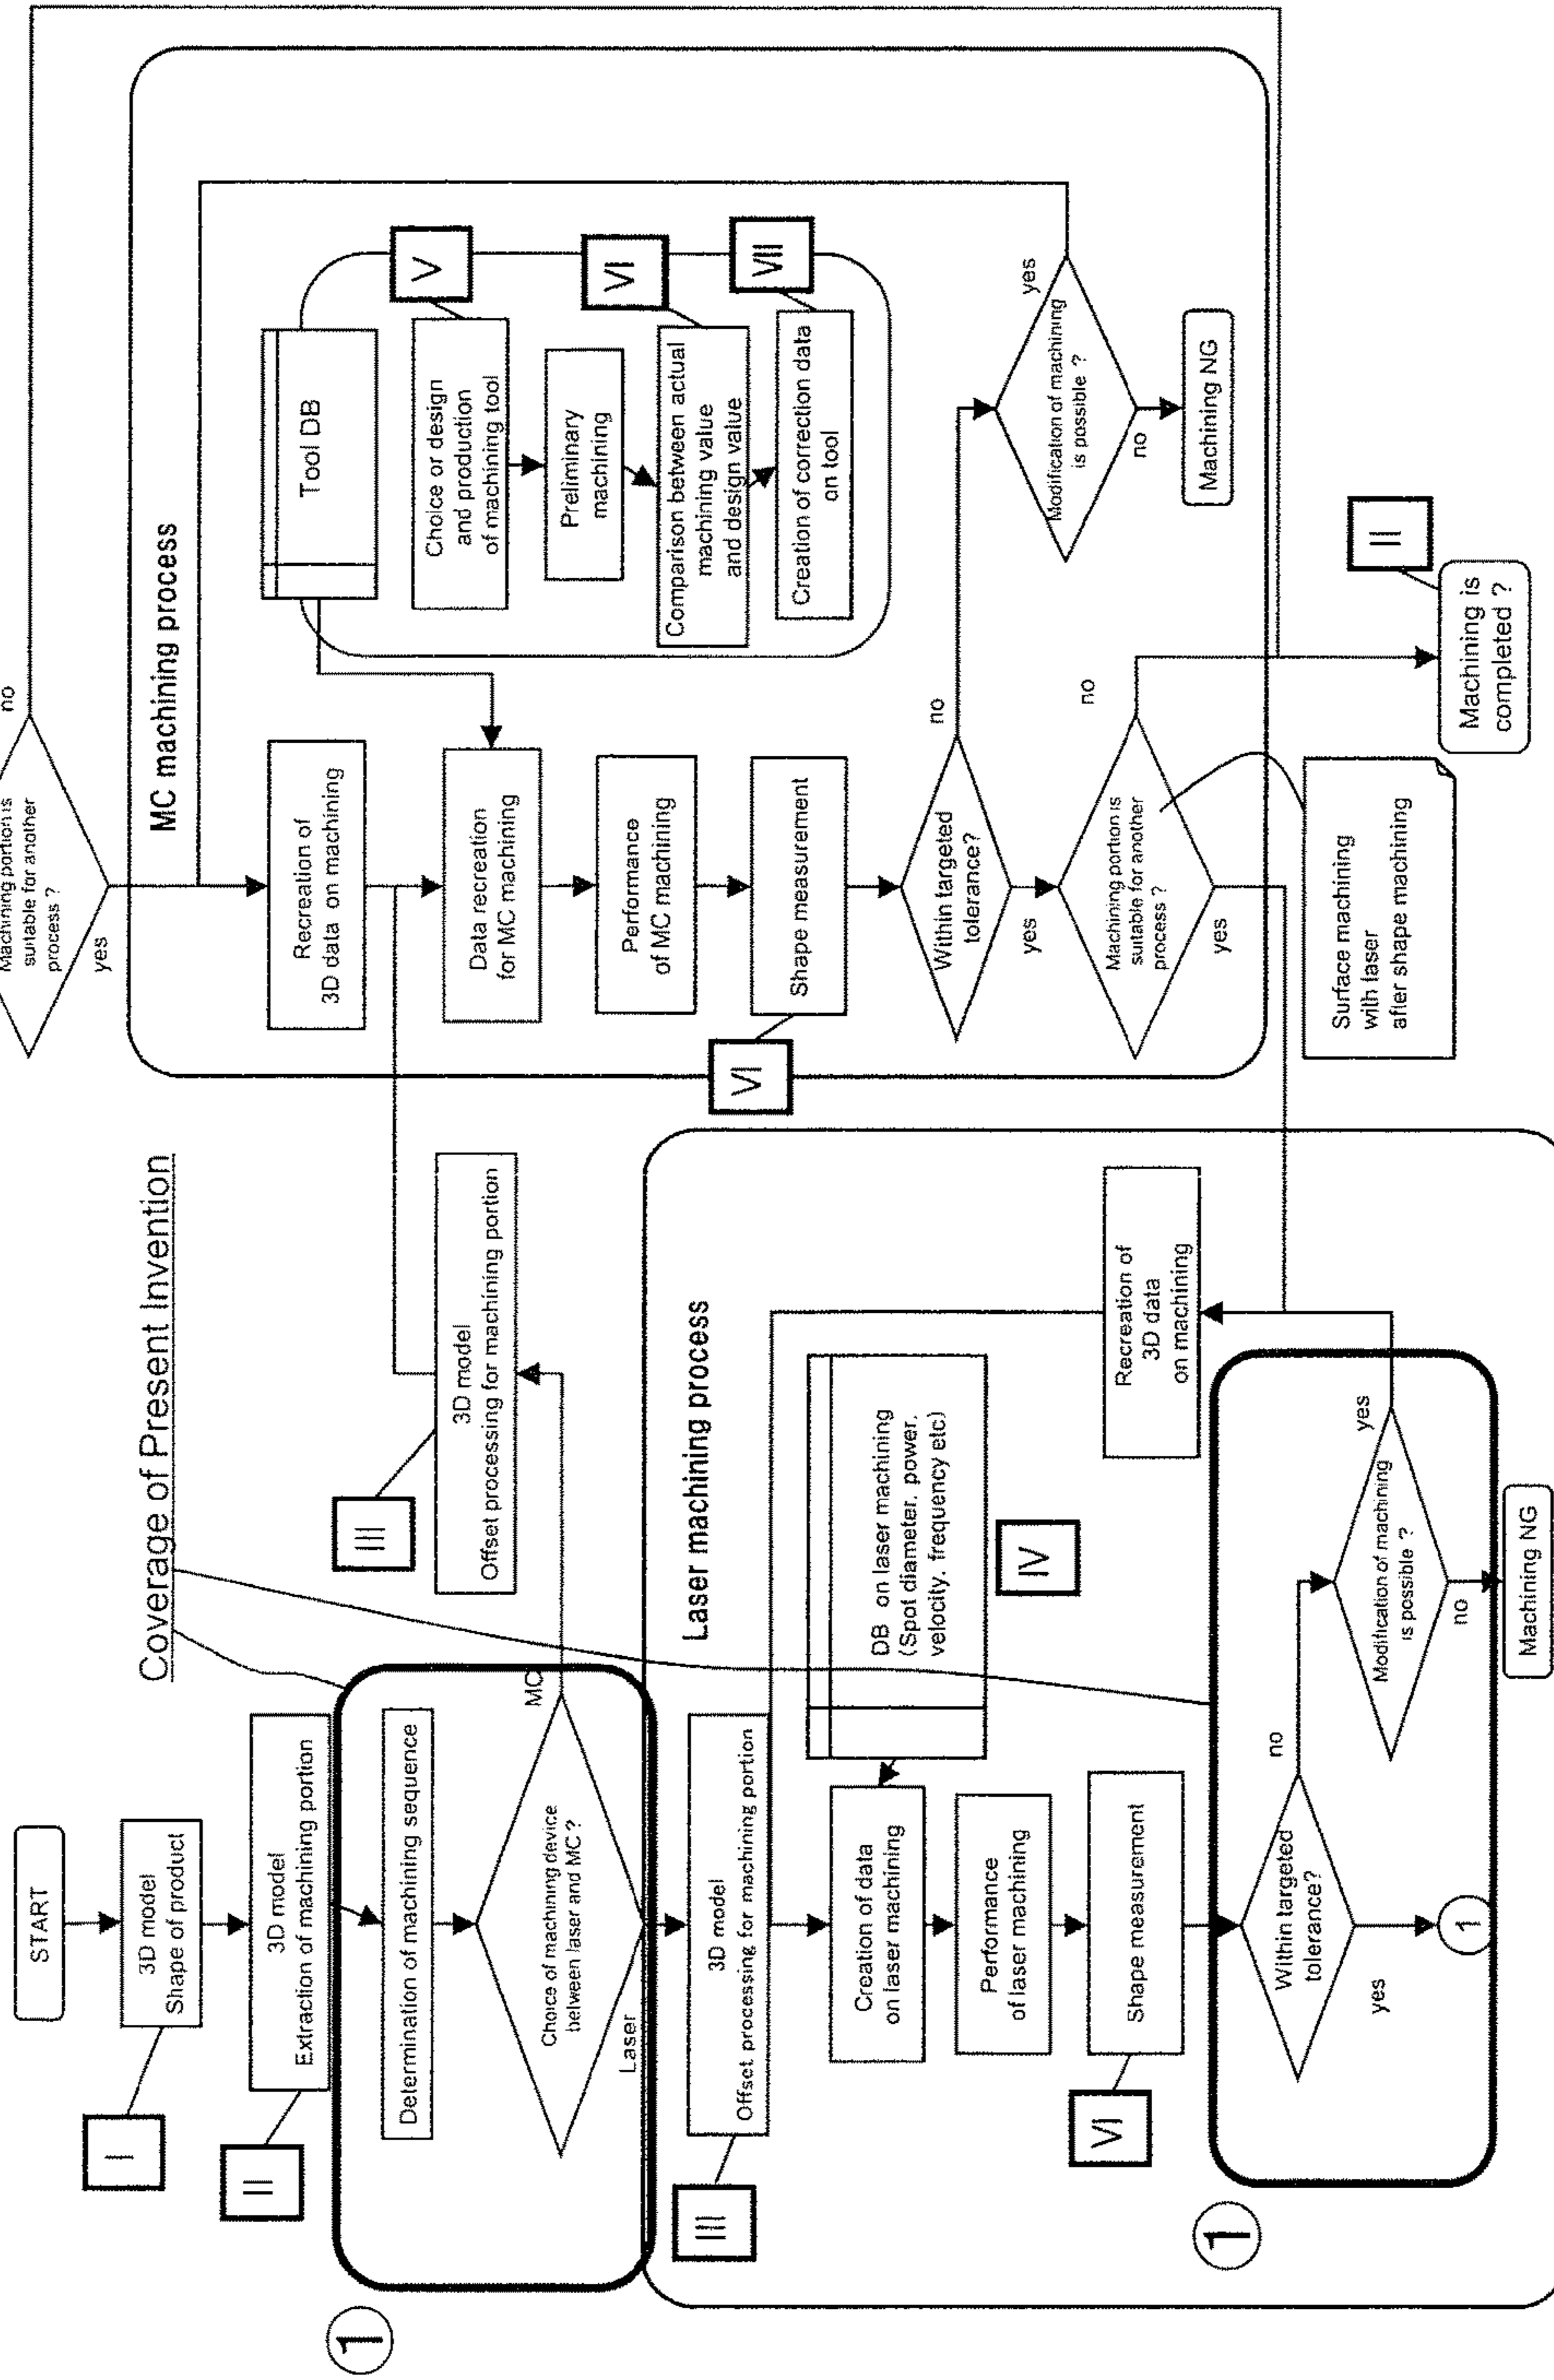 Coverage of Present Invention
START
3D model
Shape of product
I
3D model
Extraction of machining portion
II
1
Determination of machining sequence
Choice of machining device
between laser and MC ?
MC
Laser
III
3D model
Offset processing for machining portion
Laser machining process
III
3D model
Offset processing for machining portion
DB on laser machining
(Spot diameter, power,
velocity, frequency etc)
IV
Creation of data
on laser machining
Performance
of laser machining
Shape measurement
VI
Recreation of
3D data
on machining
1
Within targeted
tolerance?
no
yes
1
Modification of machining
is possible ?
yes
no
Machining NG
Machining portion is
suitable for another
process ?
no
yes
MC machining process
Recreation of
3D data on machining
Data recreation
for MC machining
Performance
of MC machining
Shape measurement
VI
Within targeted
tolerance?
no
yes
Machining portion is
suitable for another
process ?
no
yes
Tool DB
V
Choice or design
and production
of machining tool
Preliminary
machining
VI
Comparison between actual
machining value
and design value
VII
Creation of correction data
on tool
Modification of machining
is possible ?
yes
no
Machining NG
Surface machining
with laser
after shape machining
II
Machining is
completed ?